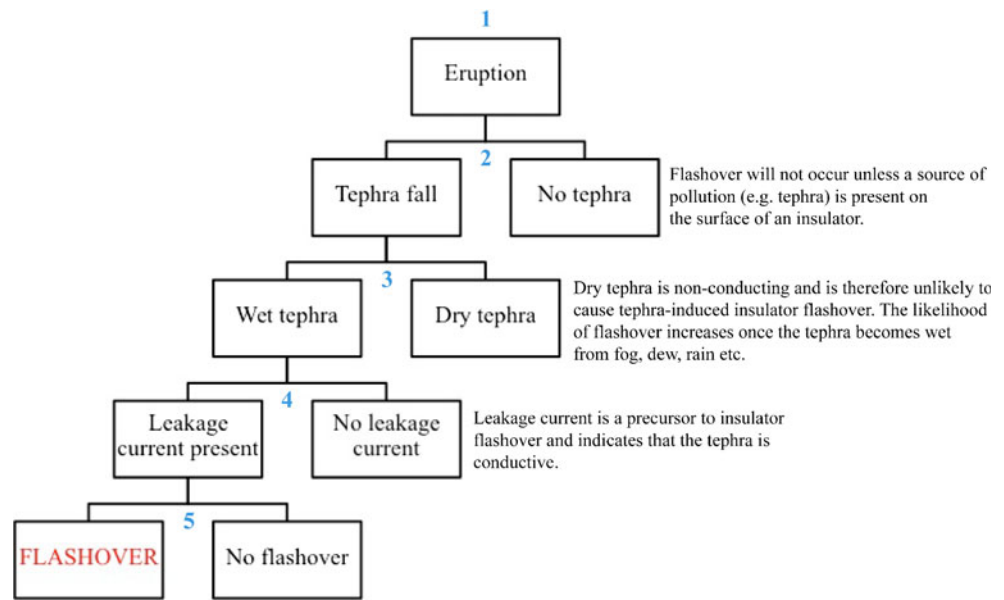 1
Eruption
2
Tephra fall
No tephra
Flashover will not occur unless a source of
pollution (e.g. tephra) is present on
the surface of an insulator.
3
Wet tephra
Dry tephra
Dry tephra is non-conducting and is therefore unlikely to
cause tephra-induced insulator flashover. The likelihood
of flashover increases once the tephra becomes wet
from fog, dew, rain etc.
4
Leakage
current present
No leakage
current
Leakage current is a precursor to insulator
flashover and indicates that the tephra is
conductive.
5
FLASHOVER
No flashover